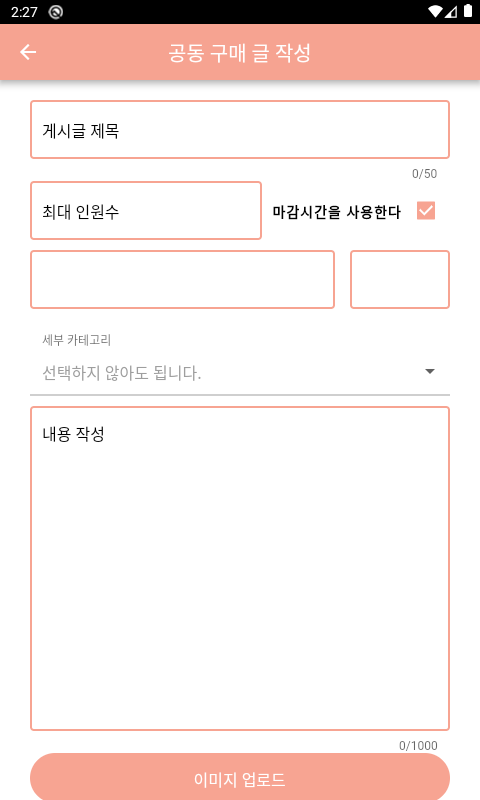 2:27
공동 구매 글 작성
게시글 제목
0/50
최대 인원수
마감시간을 사용한다
세부 카테고리
선택하지 않아도 됩니다.
내용 작성
0/1000
이미지 업로드